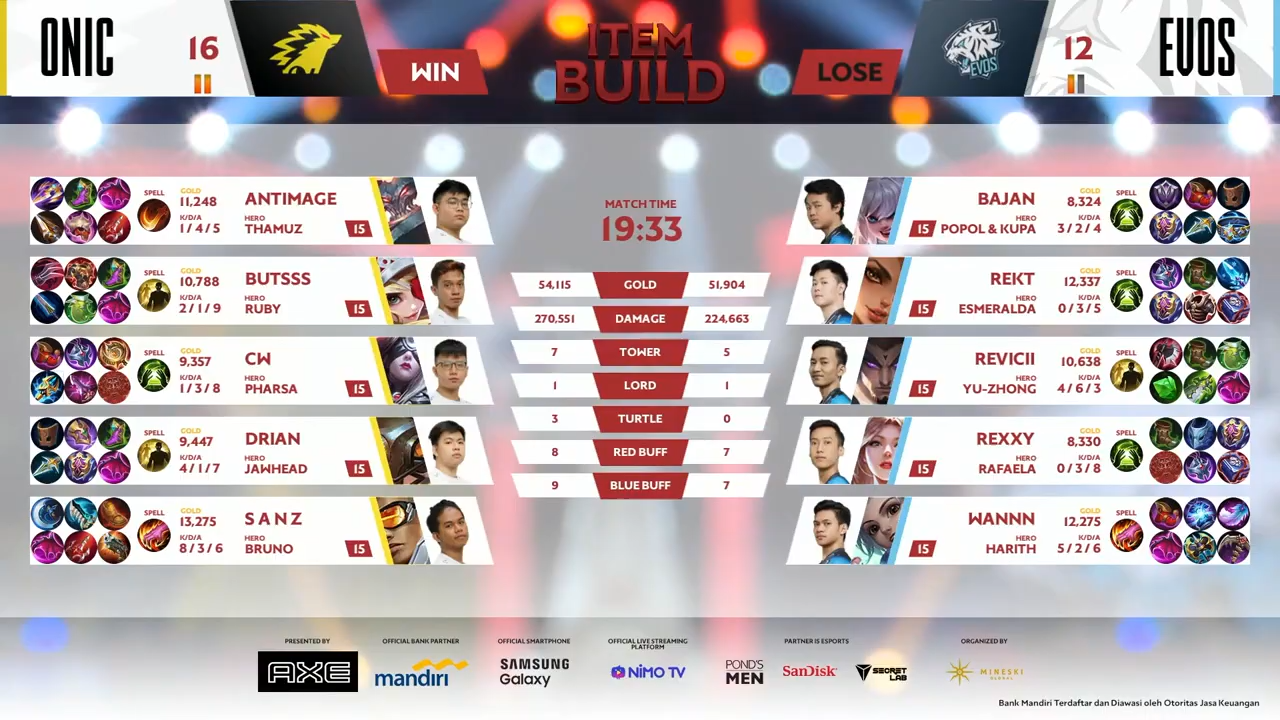 ONIC
16
WIN
ITEM
BUILD
LOSE
EVOS
12
EVOS
SPELL
GOLD
11,248
K/D/A
1/4/5
ANTIMAGE
HERO
THAMUZ
15
SPELL
GOLD
10,788
K/D/A
2/1/9
BUTSSS
HERO
RUBY
15
SPELL
GOLD
9,357
K/D/A
1/3/8
CW
HERO
PHARSA
15
SPELL
GOLD
9,447
K/D/A
4/1/7
DRIAN
HERO
JAWHEAD
15
SPELL
GOLD
13,275
K/D/A
8/3/6
S A N Z
HERO
BRUNO
15
MATCH TIME
19:33
54,115 GOLD 51,904
270,551 DAMAGE 224,663
7 TOWER 5
1 LORD 1
3 TURTLE 0
8 RED BUFF 7
9 BLUE BUFF 7
BAJAN
HERO
15 POPOL & KUPA
GOLD
8,324
K/D/A
3/2/4
SPELL
REKT
HERO
15 ESMERALDA
GOLD
12,337
K/D/A
0/3/5
SPELL
REVICII
HERO
15 YU-ZHONG
GOLD
10,638
K/D/A
4/6/3
SPELL
REXXY
HERO
15 RAFAELA
GOLD
8,330
K/D/A
0/3/8
SPELL
WANNN
HERO
15 HARITH
GOLD
12,275
K/D/A
5/2/6
SPELL
PRESENTED BY
AXE
OFFICIAL BANK PARTNER
mandiri
OFFICIAL SMARTPHONE
SAMSUNG
Galaxy
OFFICIAL LIVE STREAMING
PLATFORM
NIMO TV
PARTNER IS ESPORTS
POND'S
MEN
SanDisk
SECRET
LAB
ORGANIZED BY
MINESKI
GLOBAL
Bank Mandiri Terdaftar dan Diawasi oleh Otoritas Jasa Keuangan